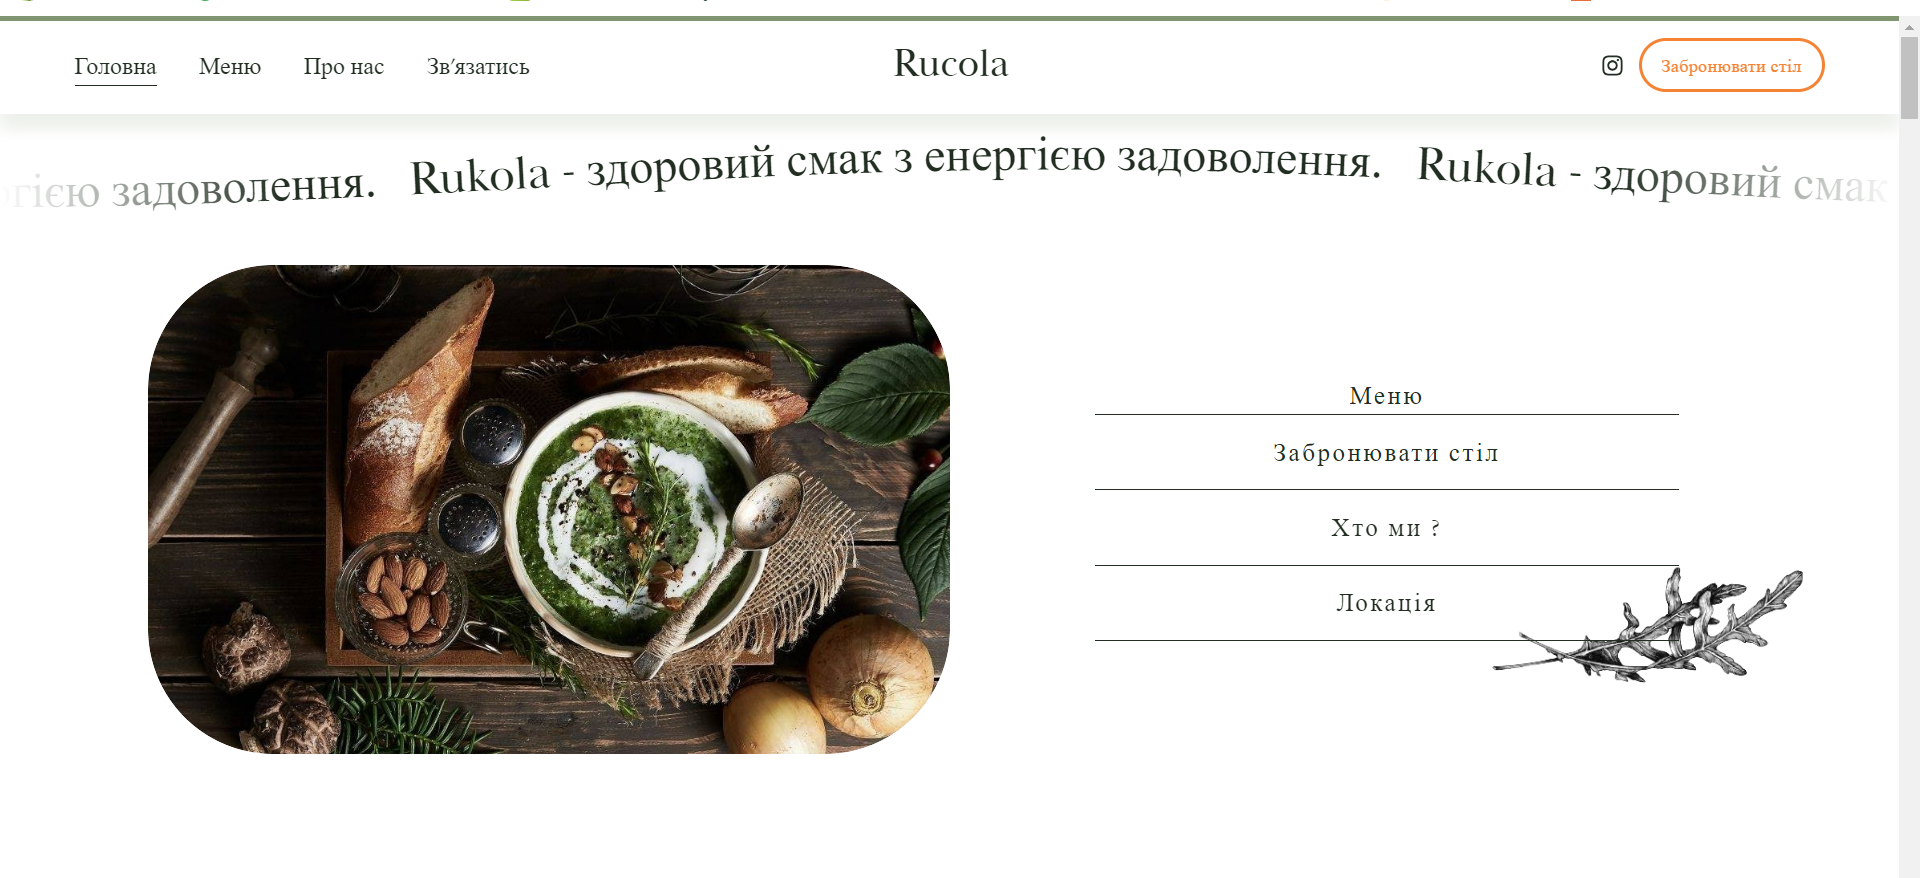 Головна Меню Про нас Зв'язатись Rucola Забронювати стіл
задоволення. Rukola - здоровий смак з енергією задоволення. Rukola - здоровий смак
Меню
Забронювати стіл
Хто ми ?
Локація